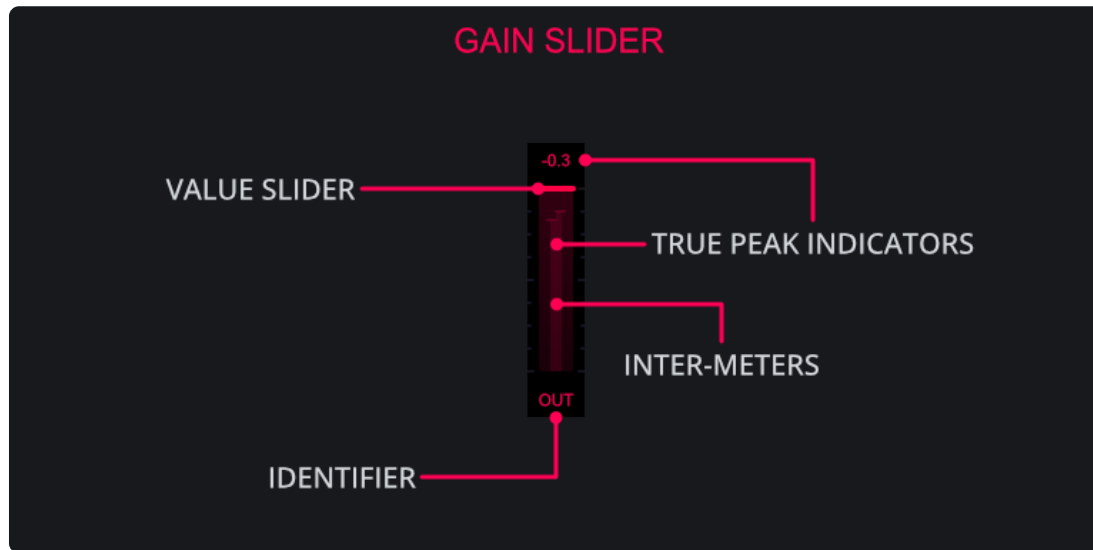 GAIN SLIDER
-0.3
VALUE SLIDER
TRUE PEAK INDICATORS
INTER-METERS
OUT
IDENTIFIER